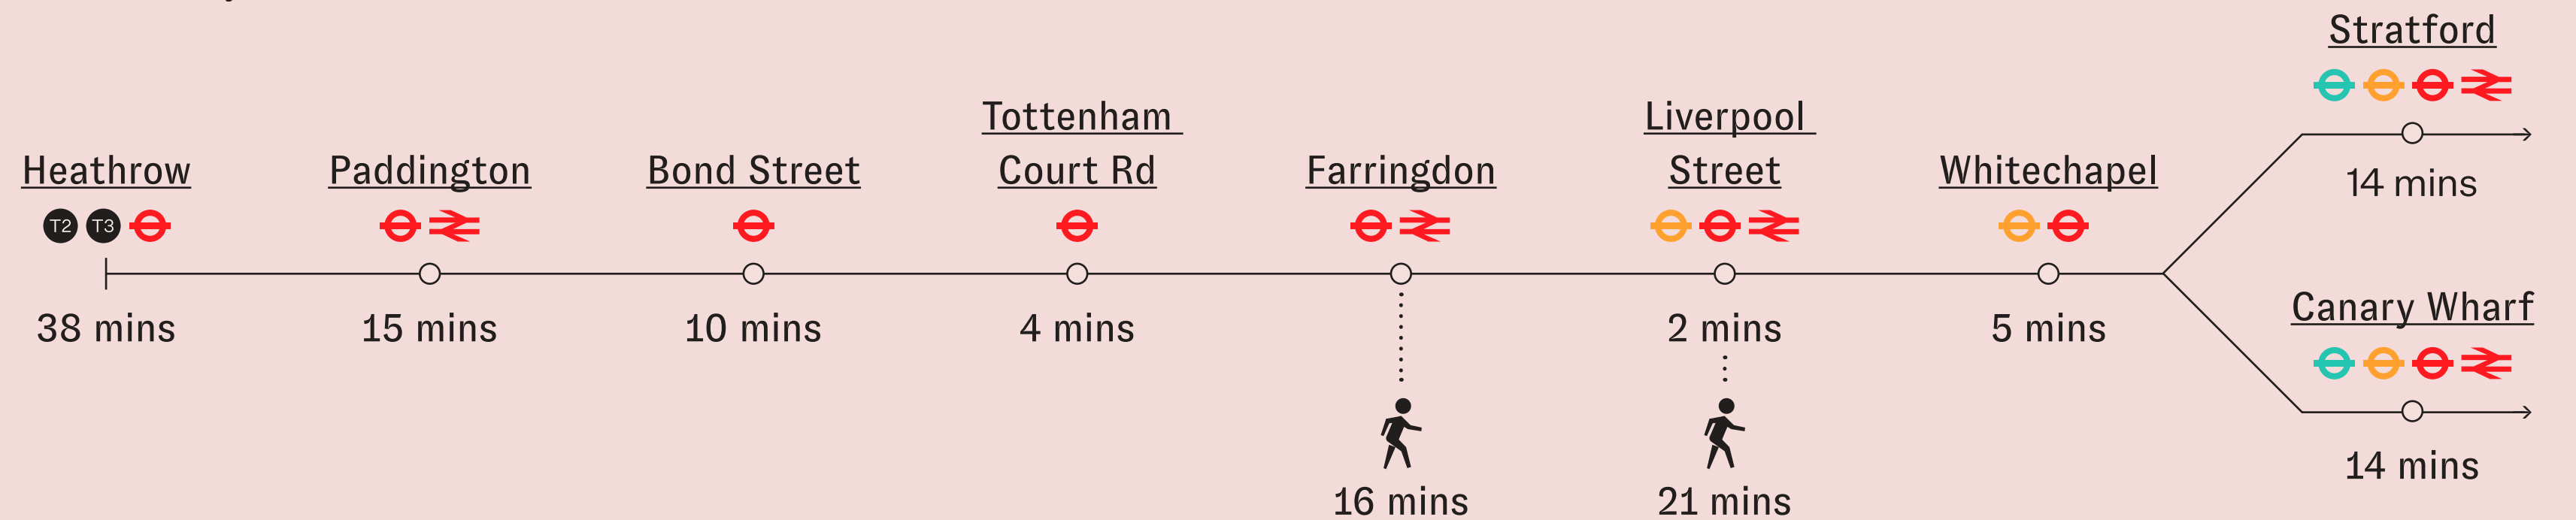 Heathrow
T2 T3
38 mins
Paddington
15 mins
Bond Street
10 mins
Tottenham
Court Rd
4 mins
Farringdon
16 mins
Liverpool
Street
2 mins
21 mins
Whitechapel
5 mins
Stratford
14 mins
Canary Wharf
14 mins